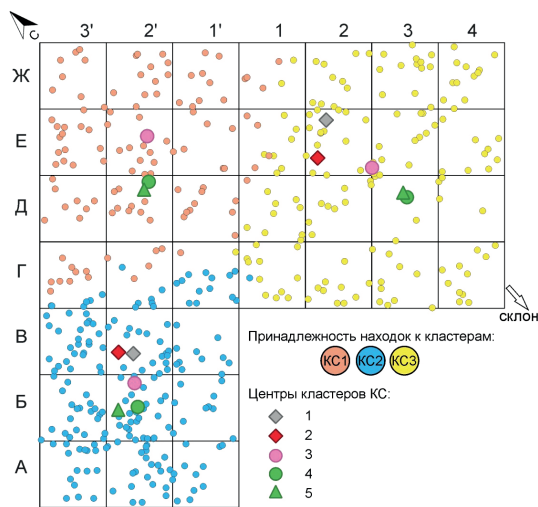 С
3' 2' 1' 1 2 3 4
Ж
Е
Д
Г
СКЛОН
В
Принадлежность находок к кластерам:
КС1 КС2 КС3
Центры кластеров КС:
Б
1
2
3
А
4
5